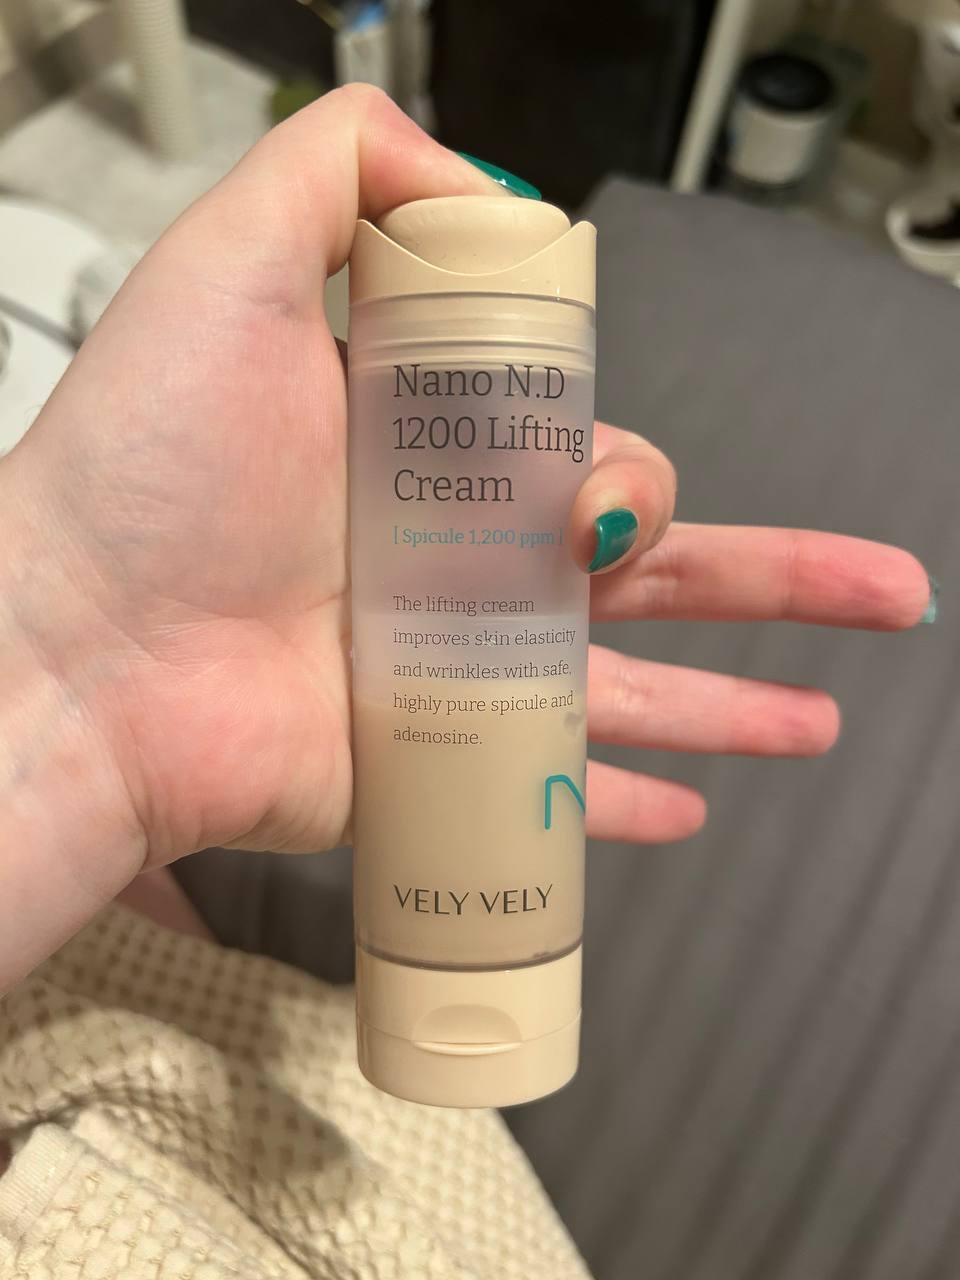 Nano N.D
1200 Lifting
Cream
[ Spicule 1,200 ppm ]
The lifting cream
improves skin elasticity
and wrinkles with safe,
highly pure spicule and
adenosine.
VELY VELY